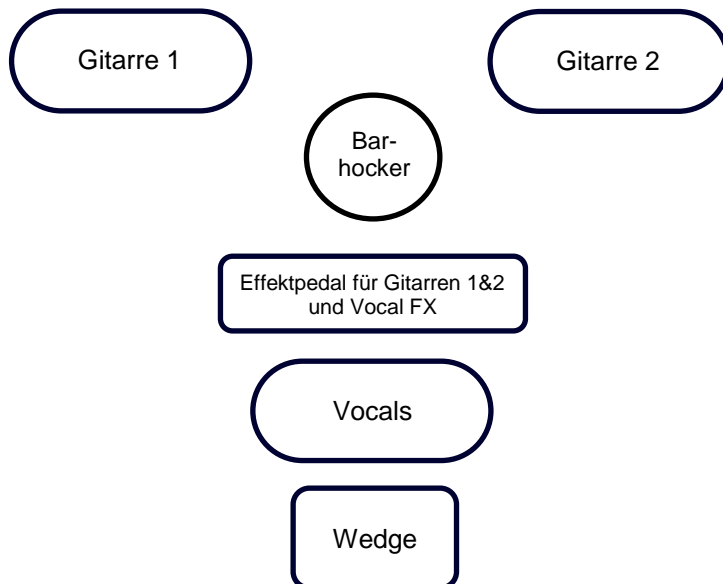 Gitarre 1
Gitarre 2
Bar-
hocker
Effektpedal für Gitarren 1&2
und Vocal FX
Vocals
Wedge